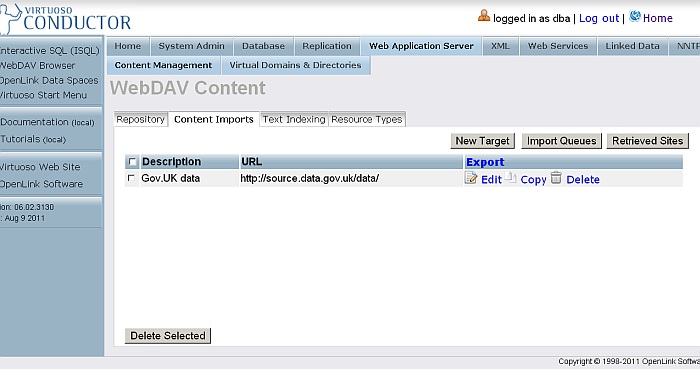 VIRTUOSO
CONDUCTOR
logged in as dba | Log out | Home
Interactive SQL (ISQL)
WebDAV Browser
OpenLink Data Spaces
Virtuoso Start Menu
Documentation (local)
Tutorials (local)
Virtuoso Web Site
OpenLink Software
ion: 06.02.3130
: Aug 9 2011
Home System Admin Database Replication Web Application Server XML Web Services Linked Data NNTP
Content Management Virtual Domains & Directories
WebDAV Content
Repository Content Imports Text Indexing Resource Types
New Target Import Queues Retrieved Sites
Description URL Export
Gov.UK data http://source.data.gov.uk/data/ Edit Copy Delete
Delete Selected
Copyright © 1998-2011 OpenLink Softwa